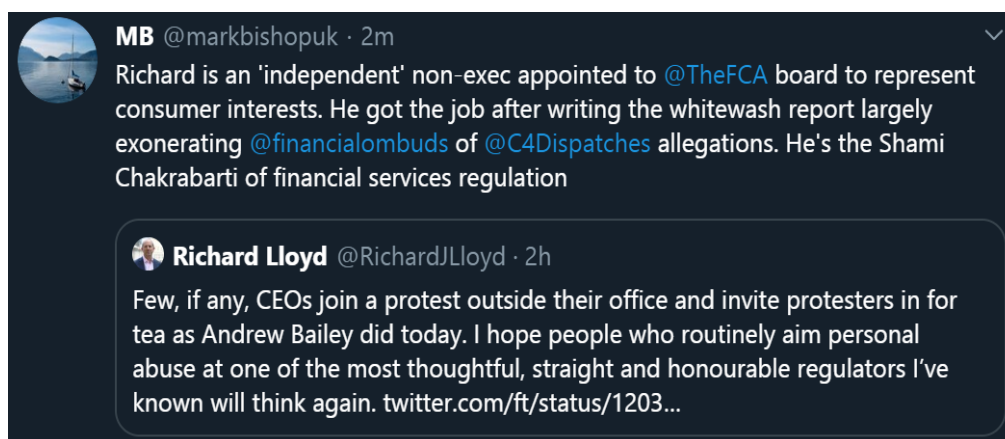 MB @markbishopuk · 2m
Richard is an 'independent' non-exec appointed to @TheFCA board to represent
consumer interests. He got the job after writing the whitewash report largely
exonerating @financialombuds of @C4Dispatches allegations. He's the Shami
Chakrabarti of financial services regulation
Richard Lloyd @RichardJLloyd · 2h
Few, if any, CEOs join a protest outside their office and invite protesters in for
tea as Andrew Bailey did today. I hope people who routinely aim personal
abuse at one of the most thoughtful, straight and honourable regulators I’ve
known will think again. twitter.com/ft/status/1203...